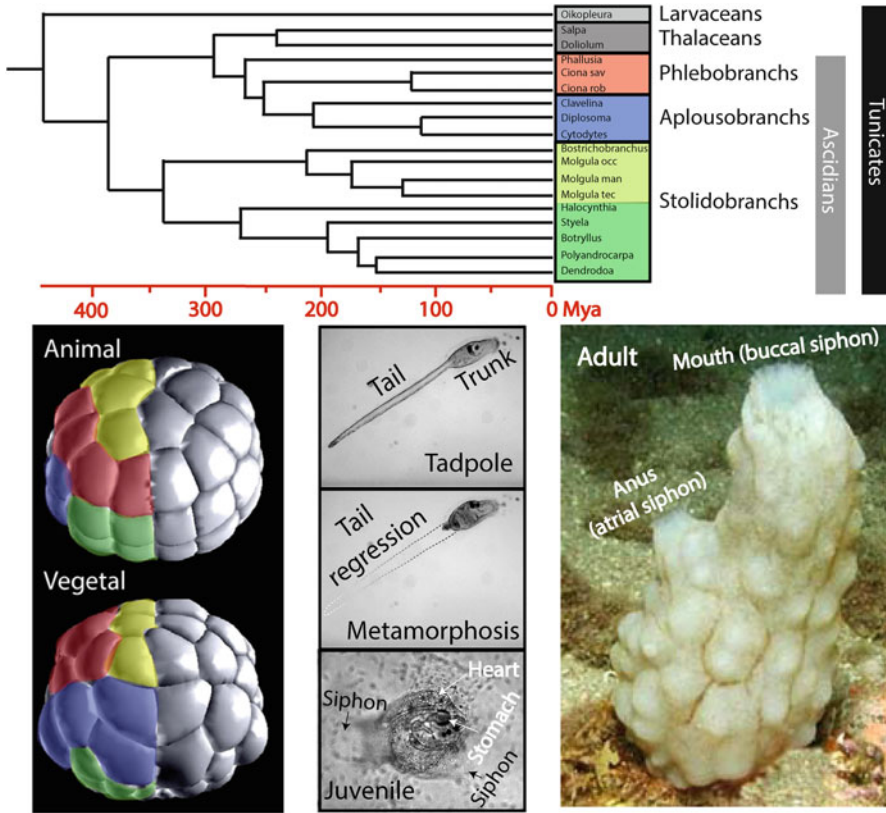 Oikopleura
Larvaceans
Salpa
Doliolum
Thalaceans
Phallusia
Ciona sav
Ciona rob
Phlebobranchs
Clavelina
Diplosoma
Cytodytes
Aplousobranchs
Bostrichobranchus
Molgula occ
Molgula man
Molgula tec
Halocynthia
Styela
Botryllus
Polyandrocarpa
Dendrodoa
Stolidobranchs
Ascidians
Tunicates
400 300 200 100 0 Mya
Animal
Vegetal
Tail
Trunk
Tadpole
Tail
regression
Metamorphosis
Heart
Siphon
Stomach
Siphon
Juvenile
Adult
Mouth (buccal siphon)
Anus
(atrial siphon)